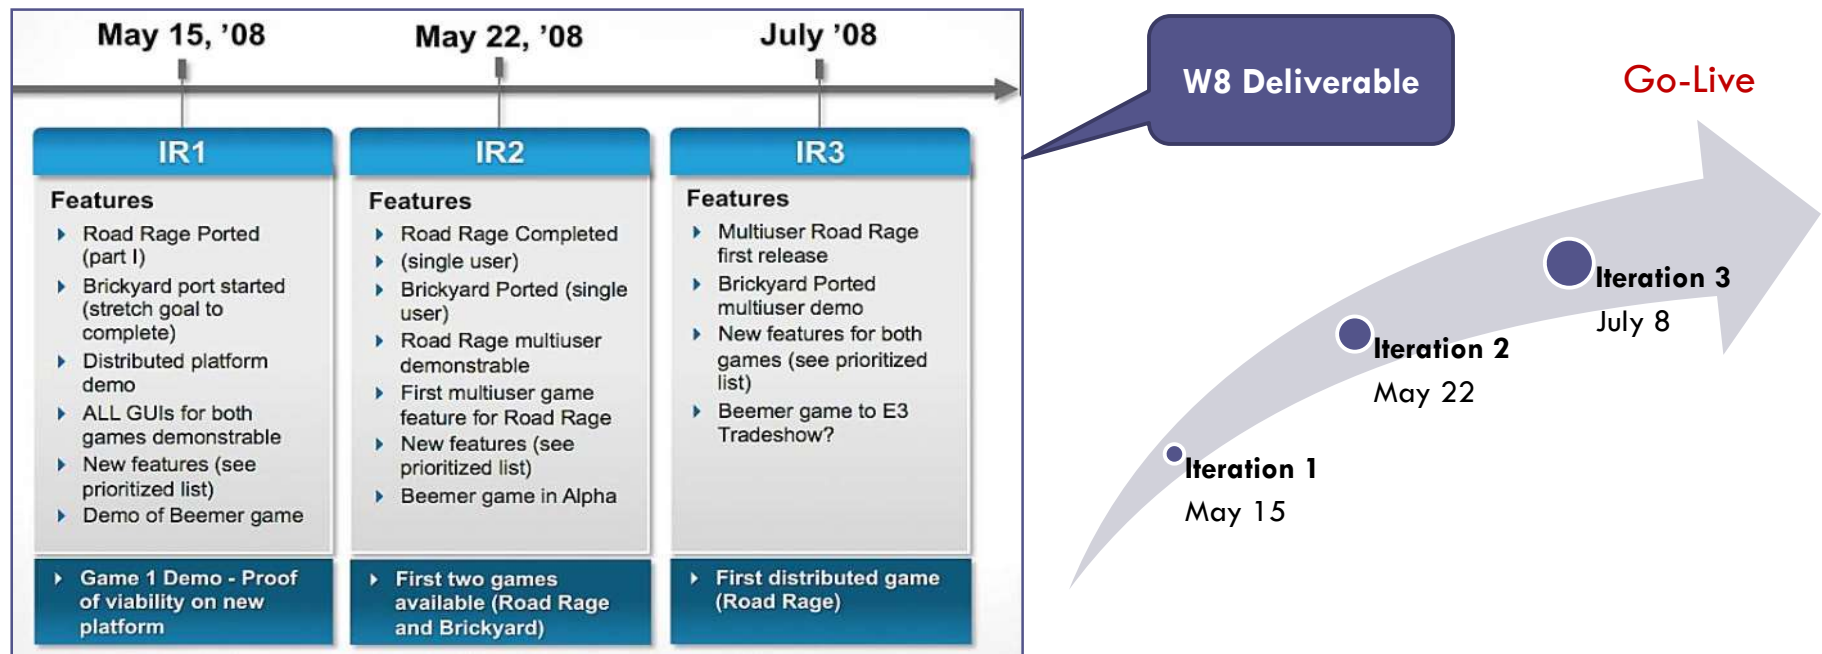 May 15, ’08
May 22, ’08
July ’08
IR1
Features
Road Rage Ported
(part I)
Brickyard port started
(stretch goal to
complete)
Distributed platform
demo
ALL GUIs for both
games demonstrable
New features (see
prioritized list)
Demo of Beemer game
Game 1 Demo - Proof
of viability on new
platform
IR2
Features
Road Rage Completed
(single user)
Brickyard Ported (single
user)
Road Rage multiuser
demonstrable
First multiuser game
feature for Road Rage
New features (see
prioritized list)
Beemer game in Alpha
First two games
available (Road Rage
and Brickyard)
IR3
Features
Multiuser Road Rage
first release
Brickyard Ported
multiuser demo
New features for both
games (see prioritized
list)
Beemer game to E3
Tradeshow?
First distributed game
(Road Rage)
W8 Deliverable
Go-Live
Iteration 1
May 15
Iteration 2
May 22
Iteration 3
July 8